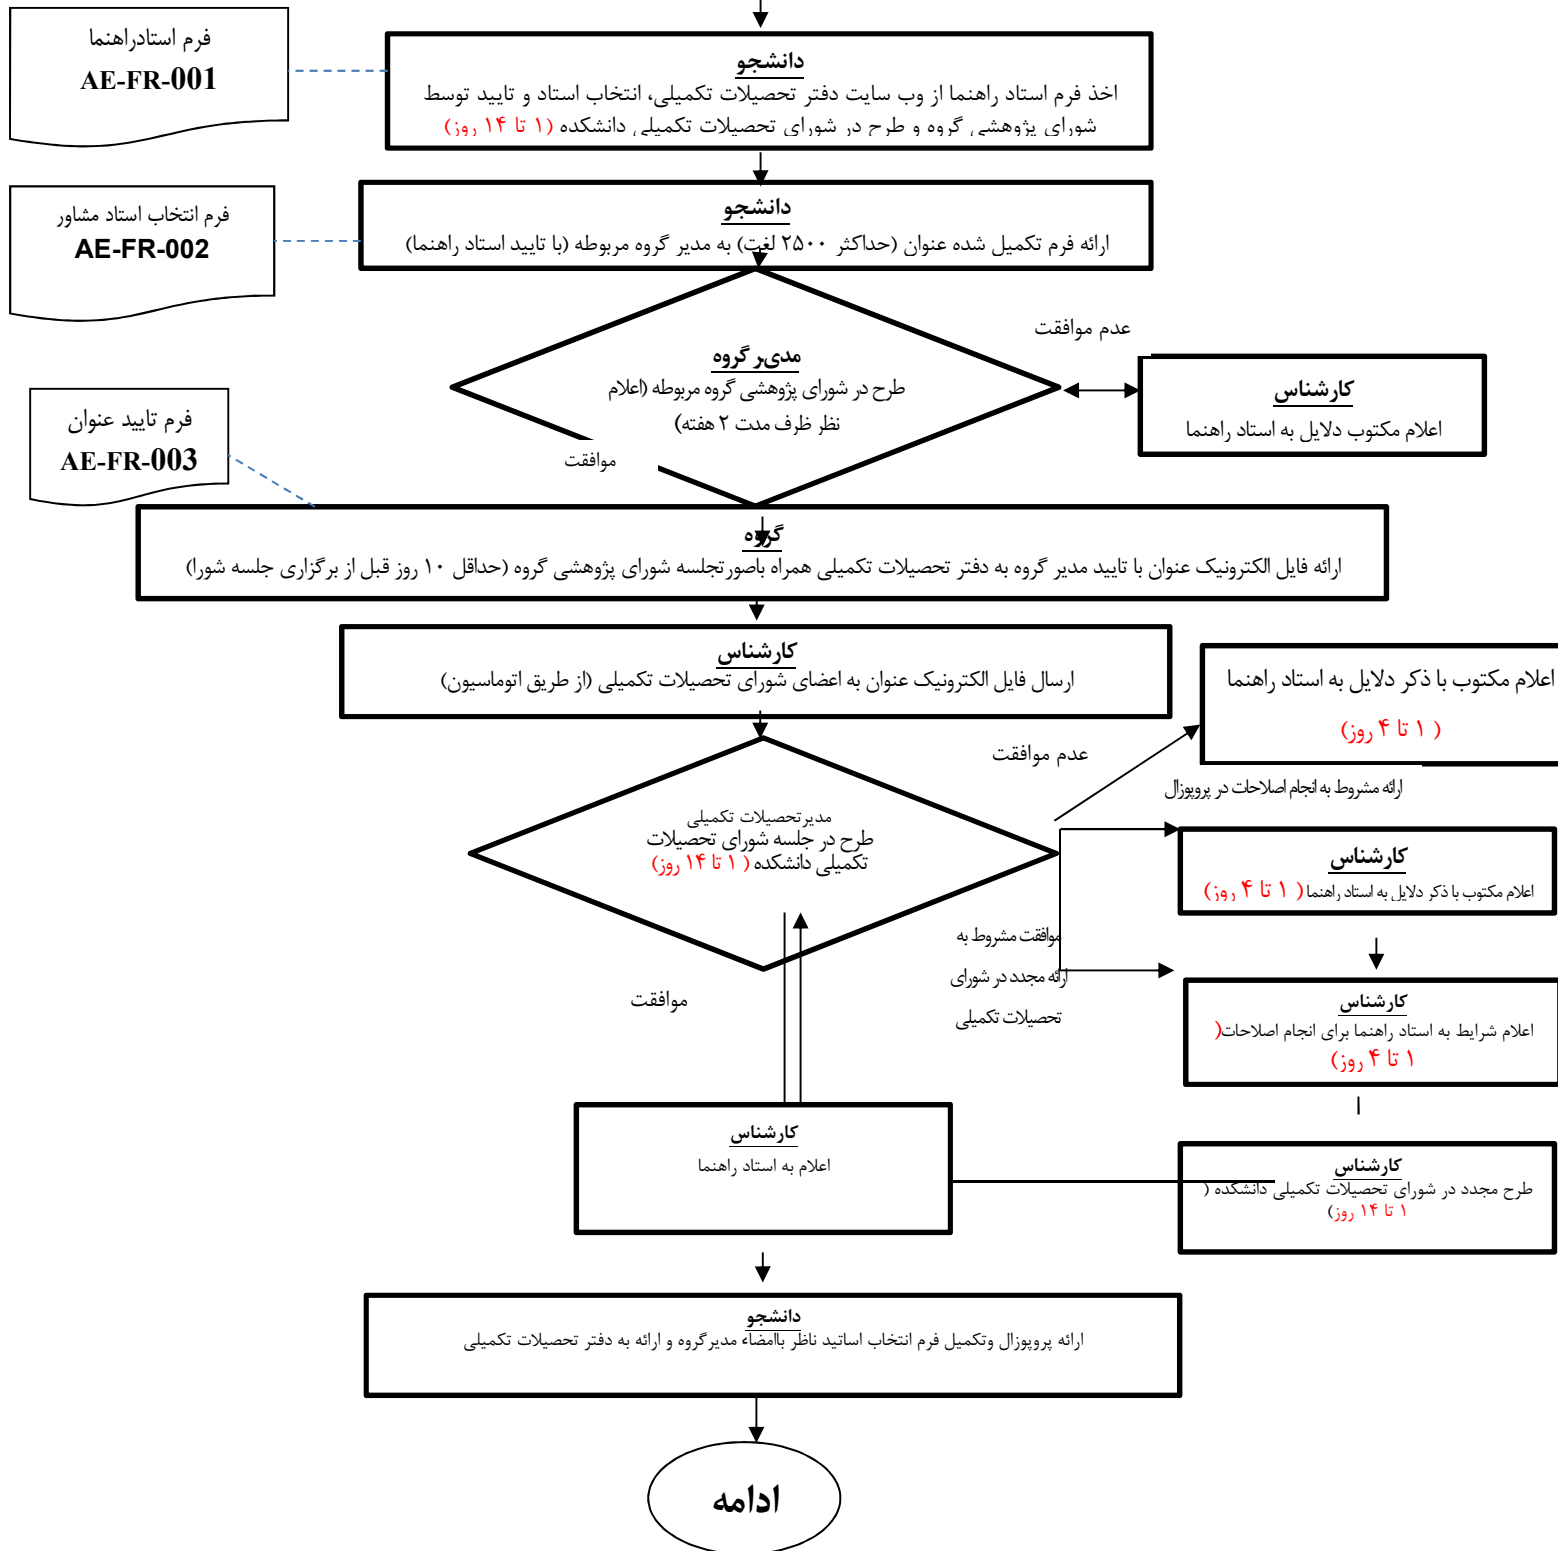 فرم استادراهنما
AE-FR-001
دانشجو
اخذ فرم استاد راهنما از وب سایت دفتر تحصیلات تکمیلی، انتخاب استاد و تایید توسط
شورای پژوهشی گروه و طرح در شورای تحصیلات تکمیلی دانشکده (۱ تا ۱۴ روز)
فرم انتخاب استاد مشاور
AE-FR-002
دانشجو
ارائه فرم تکمیل شده عنوان (حداکثر ۲۵۰۰ لغت) به مدیر گروه مربوطه (با تایید استاد راهنما)
عدم موافقت
مدیر گروه
طرح در شورای پژوهشی گروه مربوطه (اعلام
نظر ظرف مدت ۲ هفته)
کارشناس
اعلام مکتوب دلایل به استاد راهنما
موافقت
فرم تایید عنوان
AE-FR-003
گروه
ارائه فایل الکترونیک عنوان با تایید مدیر گروه به دفتر تحصیلات تکمیلی همراه باصورتجلسه شورای پژوهشی گروه (حداقل ۱۰ روز قبل از برگزاری جلسه شورا)
کارشناس
ارسال فایل الکترونیک عنوان به اعضای شورای تحصیلات تکمیلی (از طریق اتوماسیون)
اعلام مکتوب با ذکر دلایل به استاد راهنما
( ۱ تا ۴ روز)
عدم موافقت
ارائه مشروط به انجام اصلاحات در پروپوزال
مدیرتحصیلات تکمیلی
طرح در جلسه شورای تحصیلات
تکمیلی دانشکده ( ۱ تا ۱۴ روز)
کارشناس
اعلام مکتوب با ذکر دلایل به استاد راهنما ( ۱ تا ۴ روز)
موافقت مشروط به
ارائه مجدد در شورای
تحصیلات تکمیلی
موافقت
کارشناس
اعلام شرایط به استاد راهنما برای انجام اصلاحات(
۱ تا ۴ روز)
کارشناس
اعلام به استاد راهنما
کارشناس
طرح مجدد در شورای تحصیلات تکمیلی دانشکده (
۱ تا ۱۴ روز)
دانشجو
ارائه پروپوزال وتکمیل فرم انتخاب اساتید ناظر باامضاء مدیرگروه و ارائه به دفتر تحصیلات تکمیلی
ادامه